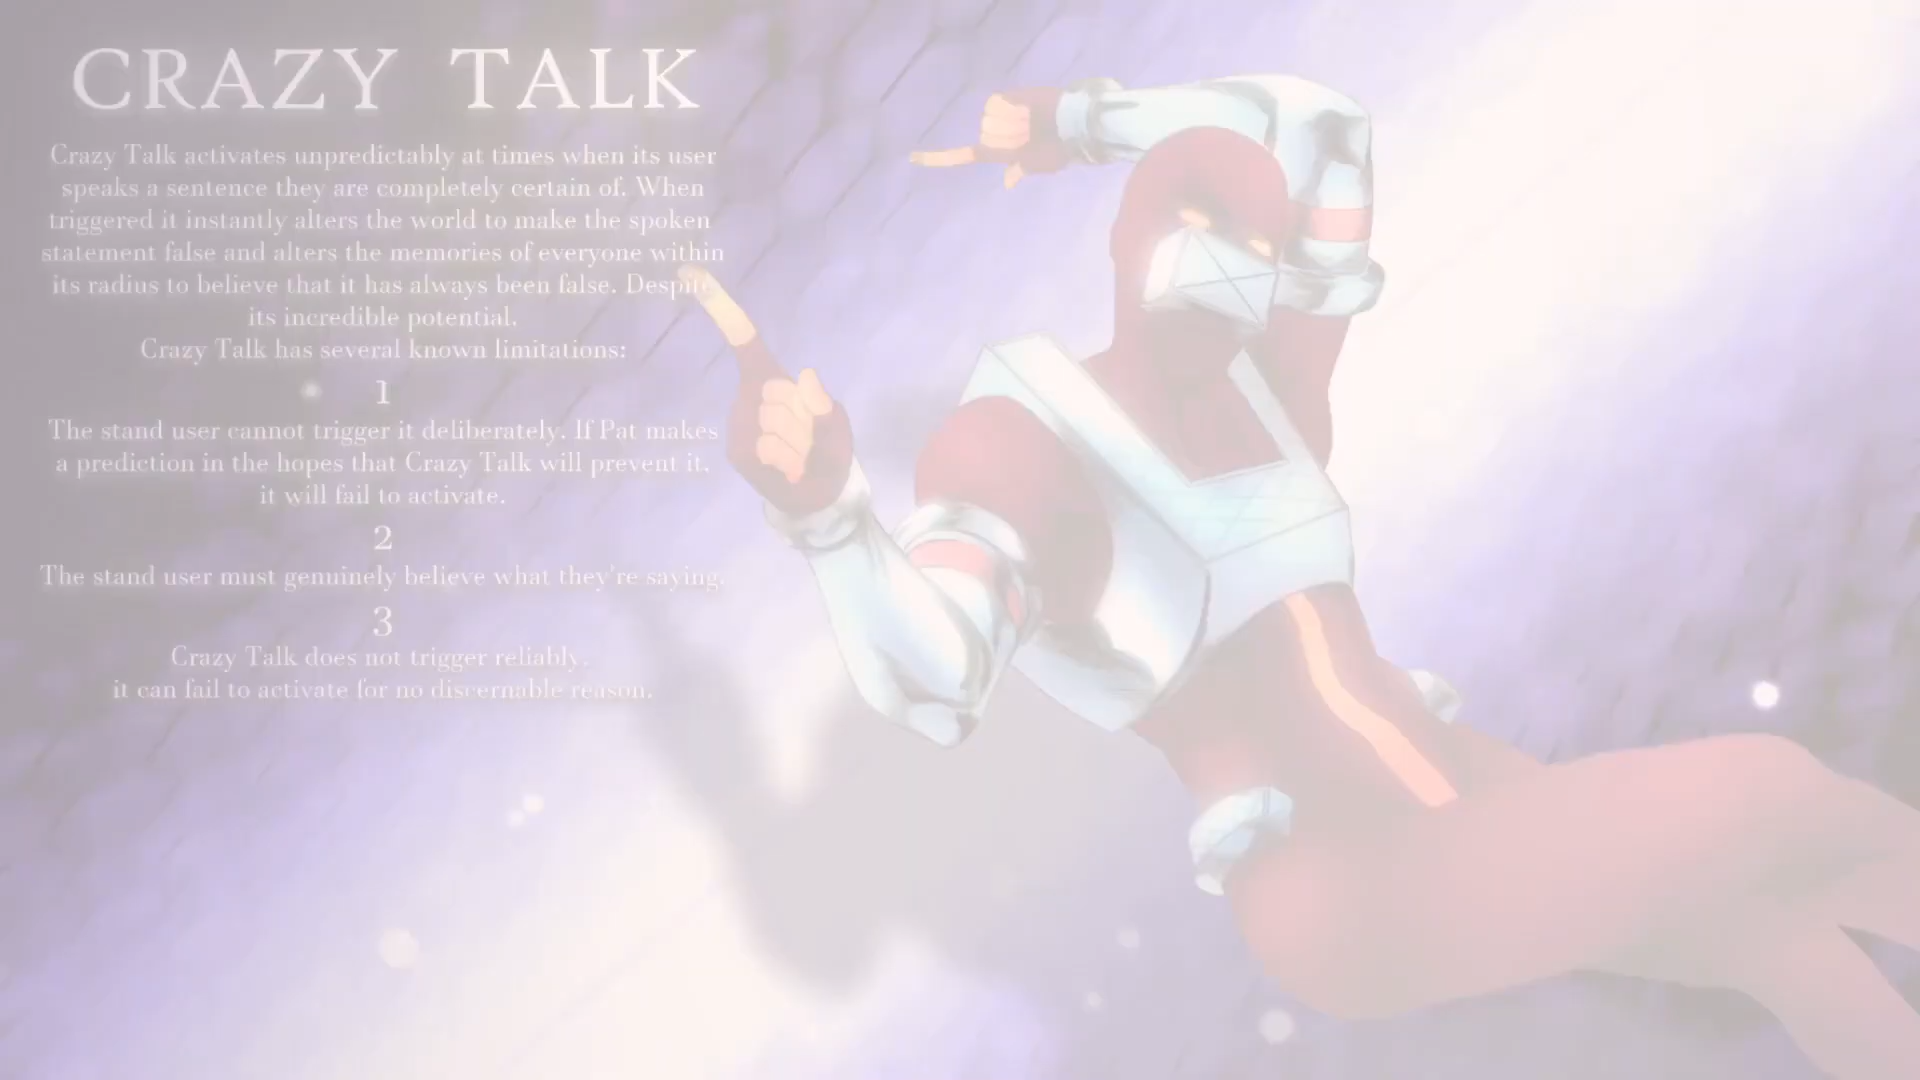 CRAZY TALK
Crazy Talk activates unpredictably at times when its user
speaks a sentence they are completely certain of. When
triggered it instantly alters the world to make the spoken
statement false and alters the memories of everyone within
its radius to believe that it has always been false. Despite
its incredible potential.
Crazy Talk has several known limitations:
1
The stand user cannot trigger it deliberately. If Pat makes
a prediction in the hopes that Crazy Talk will prevent it.
it will fail to activate.
2
The stand user must genuinely believe what they're saying.
3
Crazy Talk does not trigger reliably.
it can fail to activate for no discernable reason.